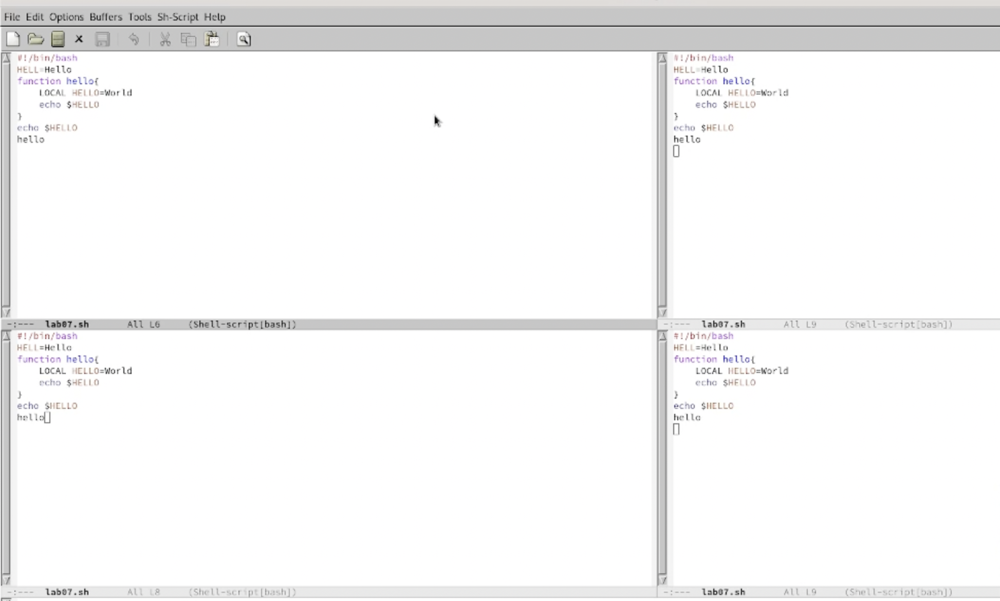 File Edit Options Buffers Tools Sh-Script Help
#!/bin/bash
HELL=Hello
function hello{
    LOCAL HELLO=World
    echo $HELLO
}
echo $HELLO
hello
-:--- lab07.sh All L6 (Shell-script[bash])
#!/bin/bash
HELL=Hello
function hello{
    LOCAL HELLO=World
    echo $HELLO
}
echo $HELLO
hello
-:--- lab07.sh All L9 (Shell-script[bash])
#!/bin/bash
HELL=Hello
function hello{
    LOCAL HELLO=World
    echo $HELLO
}
echo $HELLO
hello
-:--- lab07.sh All L8 (Shell-script[bash])
#!/bin/bash
HELL=Hello
function hello{
    LOCAL HELLO=World
    echo $HELLO
}
echo $HELLO
hello
-:--- lab07.sh All L9 (Shell-script[bash])